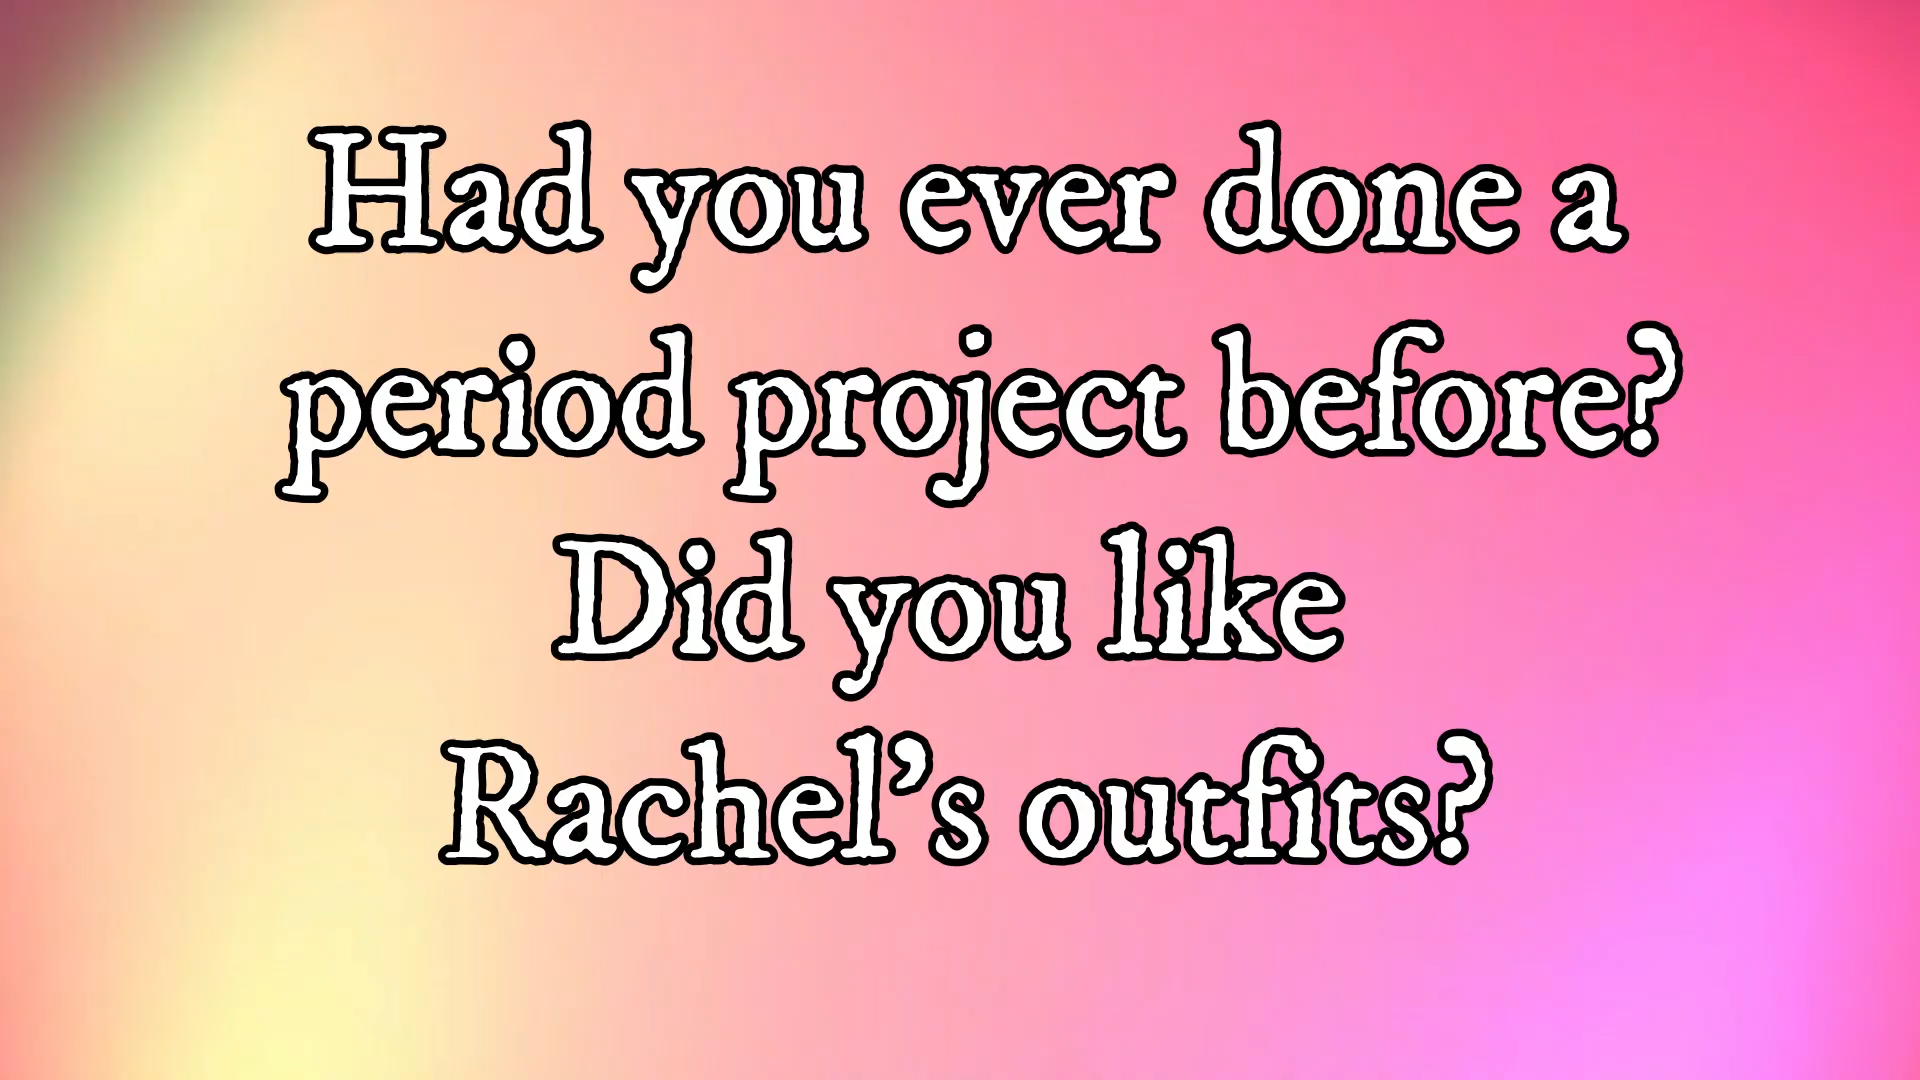 Had you ever done a
period project before?
Did you like
Rachel’s outfits?